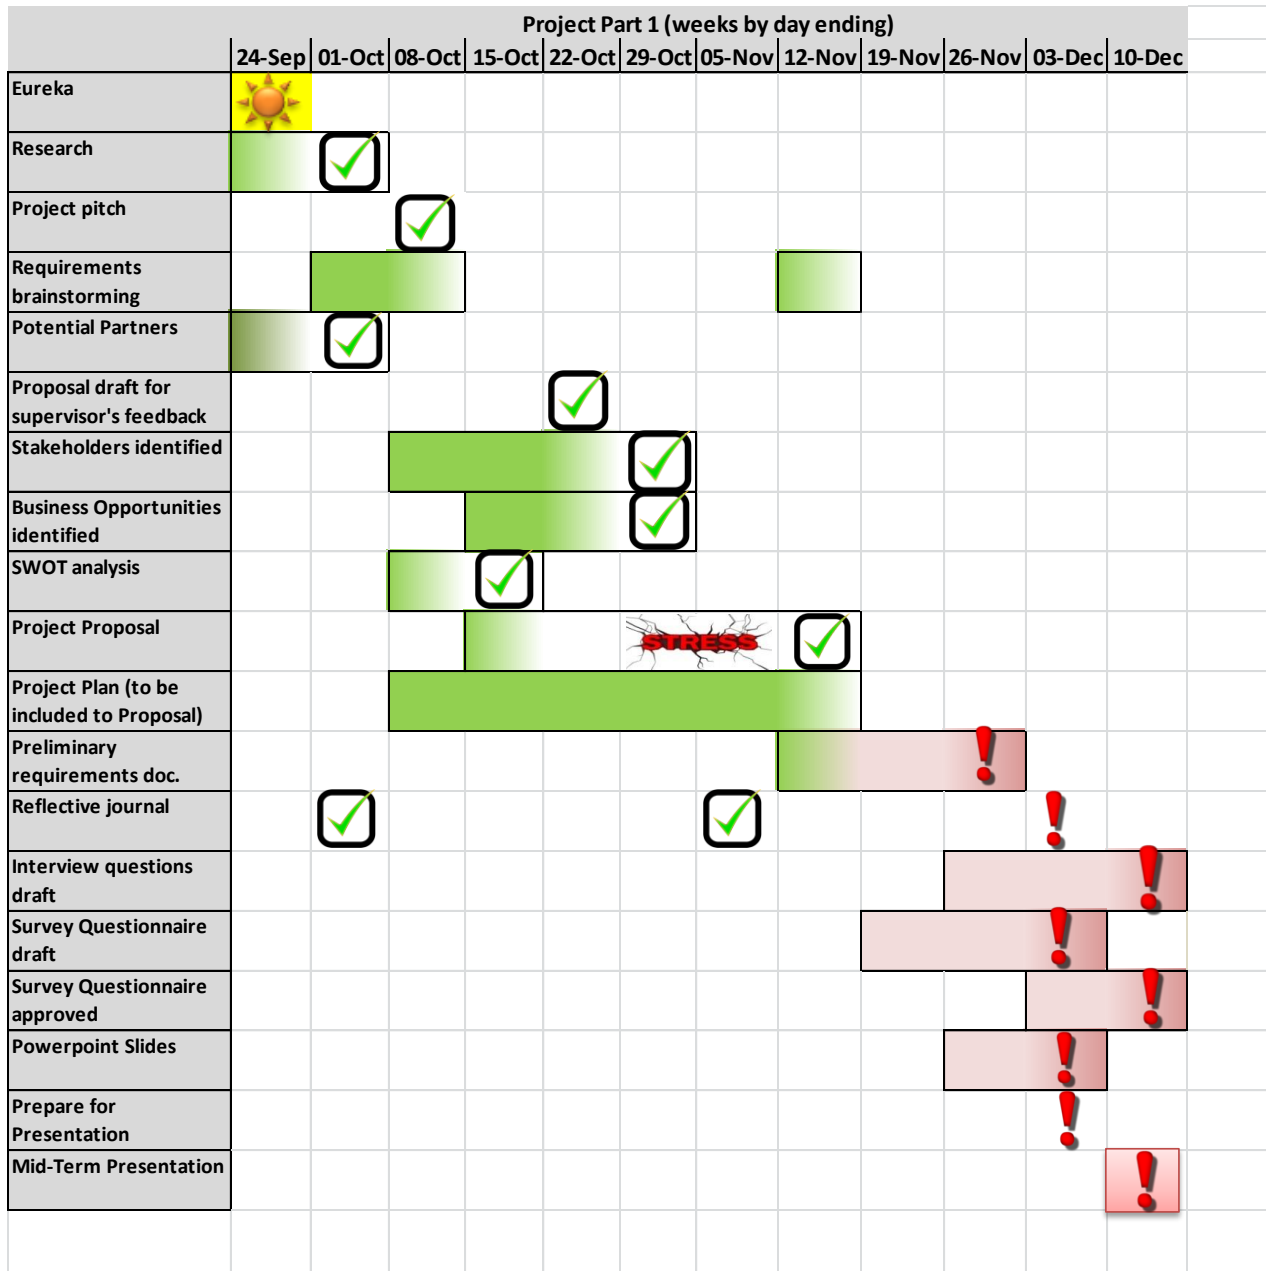 Project Part 1 (weeks by day ending)
24-Sep 01-Oct 08-Oct 15-Oct 22-Oct 29-Oct 05-Nov 12-Nov 19-Nov 26-Nov 03-Dec 10-Dec
Eureka
Research
Project pitch
Requirements
brainstorming
Potential Partners
Proposal draft for
supervisor's feedback
Stakeholders identified
Business Opportunities
identified
SWOT analysis
Project Proposal
STRESS
Project Plan (to be
included to Proposal)
Preliminary
requirements doc.
Reflective journal
Interview questions
draft
Survey Questionnaire
draft
Survey Questionnaire
approved
Powerpoint Slides
Prepare for
Presentation
Mid-Term Presentation